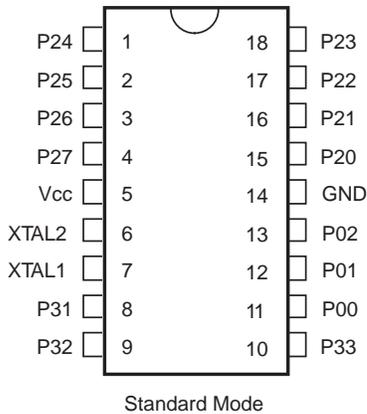 P24 1 18 P23
P25 2 17 P22
P26 3 16 P21
P27 4 15 P20
Vcc 5 14 GND
XTAL2 6 13 P02
XTAL1 7 12 P01
P31 8 11 P00
P32 9 10 P33
Standard Mode